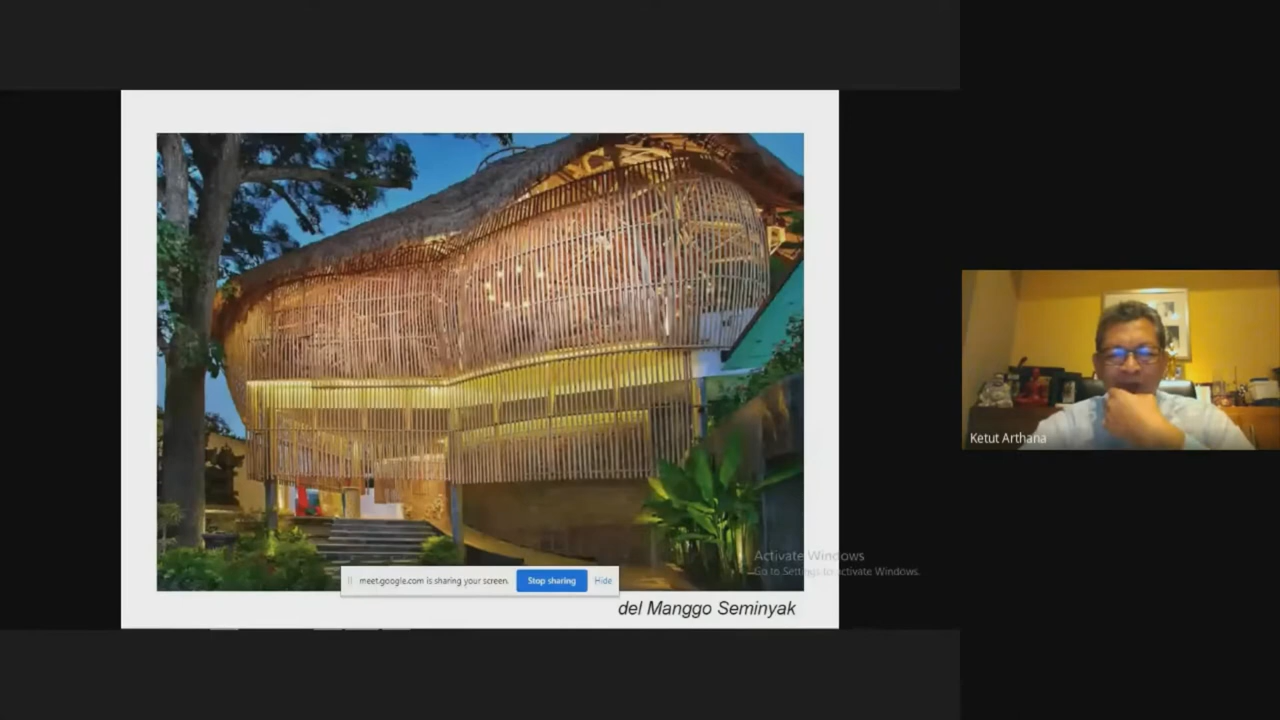 meet.google.com is sharing your screen.
Stop sharing
Hide
Activate Windows
Go to Settings to activate Windows.
del Manggo Seminyak
Ketut Arthana